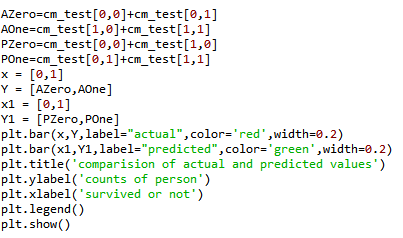 AZero=cm_test[0,0]+cm_test[0,1]
AOne=cm_test[1,0]+cm_test[1,1]
PZero=cm_test[0,0]+cm_test[1,0]
POne=cm_test[0,1]+cm_test[1,1]
x = [0,1]
Y = [AZero,AOne]
x1 = [0,1]
Y1 = [PZero,POne]
plt.bar(x,Y,label="actual",color='red',width=0.2)
plt.bar(x1,Y1,label="predicted",color='green',width=0.2)
plt.title('comparision of actual and predicted values')
plt.ylabel('counts of person')
plt.xlabel('survived or not')
plt.legend()
plt.show()